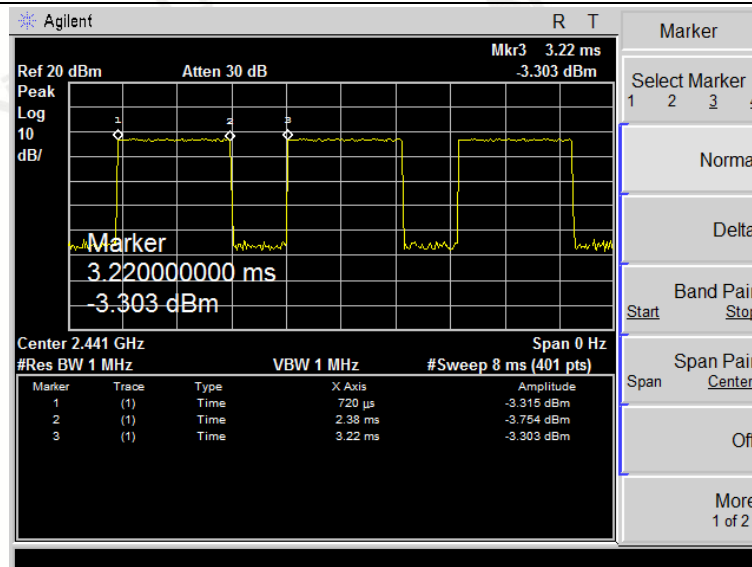 Agilent R T
Mkr3 3.22 ms
Ref 20 dBm Atten 30 dB -3.303 dBm
Peak
Log
10
dB/
1 2 3
Marker
3.220000000 ms
-3.303 dBm
Center 2.441 GHz Span 0 Hz
#Res BW 1 MHz VBW 1 MHz #Sweep 8 ms (401 pts)
Marker Trace Type X Axis Amplitude
1 (1) Time 720 µs -3.315 dBm
2 (1) Time 2.38 ms -3.754 dBm
3 (1) Time 3.22 ms -3.303 dBm
Marker
Select Marker
1 2 3
Norma
Delta
Band Pair
Start Stop
Span Pair
Span Center
Off
More
1 of 2